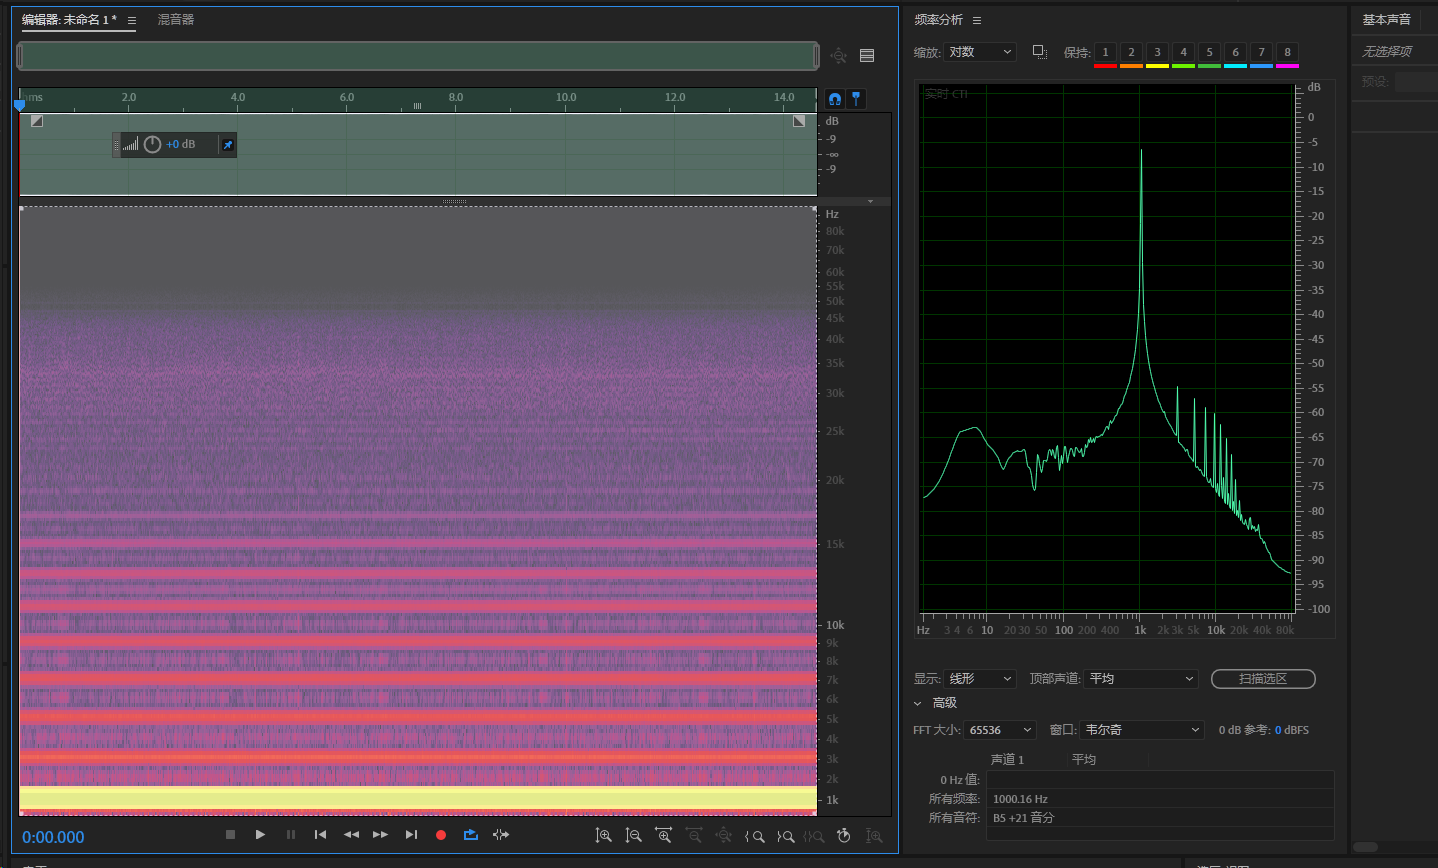 编辑器: 未命名 1 *
混音器
2.0 4.0 6.0 8.0 10.0 12.0 14.0
+0 dB
dB
-9
-∞
-9
Hz
80k
70k
60k
55k
50k
45k
40k
35k
30k
25k
20k
15k
10k
9k
8k
7k
6k
5k
4k
3k
2k
1k
0:00.000
频率分析
缩放: 对数
保持: 1 2 3 4 5 6 7 8
实时 CTI
dB
0
-5
-10
-15
-20
-25
-30
-35
-40
-45
-50
-55
-60
-65
-70
-75
-80
-85
-90
-95
-100
Hz 3 4 6 10 20 30 50 100 200 400 1k 2k 3k 5k 10k 20k 40k 80k
显示: 线形 顶部声道: 平均 扫描选区
高级
FFT 大小: 65536 窗口: 韦尔奇 0 dB 参考: 0 dBFS
声道 1 平均
0 Hz 值:
所有频率: 1000.16 Hz
所有音符: B5 +21 音分
基本声音
无选择项
预设: